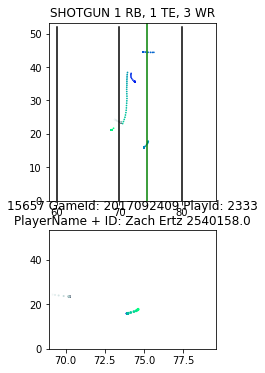 SHOTGUN 1 RB, 1 TE, 3 WR
50
40
30
20
10
0
60 70 80
15657 GameId: 2017092409 PlayId: 2333
PlayerName + ID: Zach Ertz 2540158.0
40
20
0
70.0 72.5 75.0 77.5